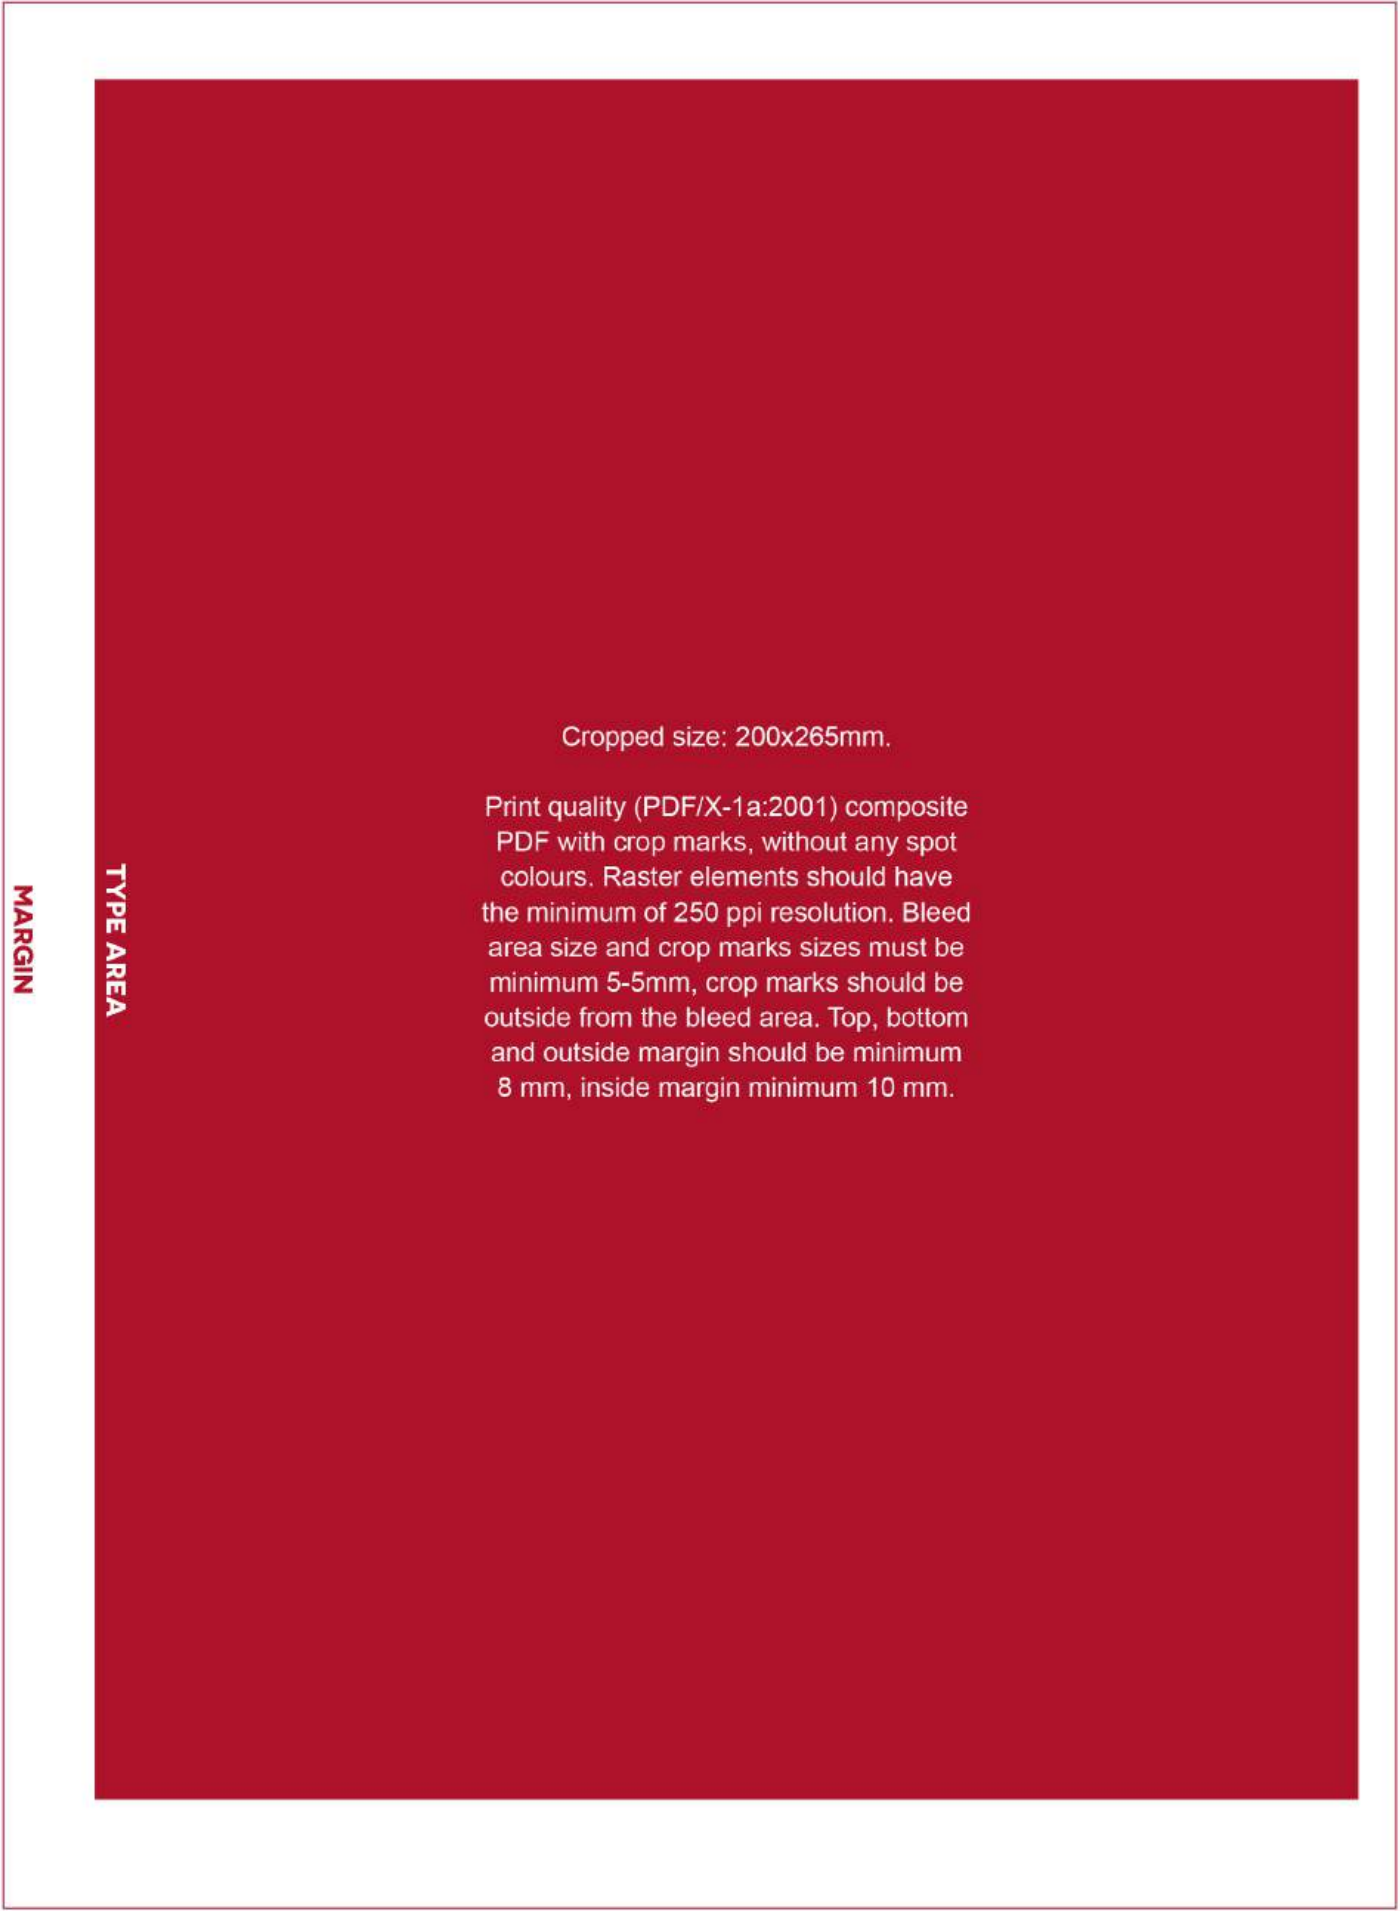 Cropped size: 200x265mm.
Print quality (PDF/X-1a:2001) composite
PDF with crop marks, without any spot
colours. Raster elements should have
the minimum of 250 ppi resolution. Bleed
area size and crop marks sizes must be
minimum 5-5mm, crop marks should be
outside from the bleed area. Top, bottom
and outside margin should be minimum
8 mm, inside margin minimum 10 mm.
TYPE AREA
MARGIN